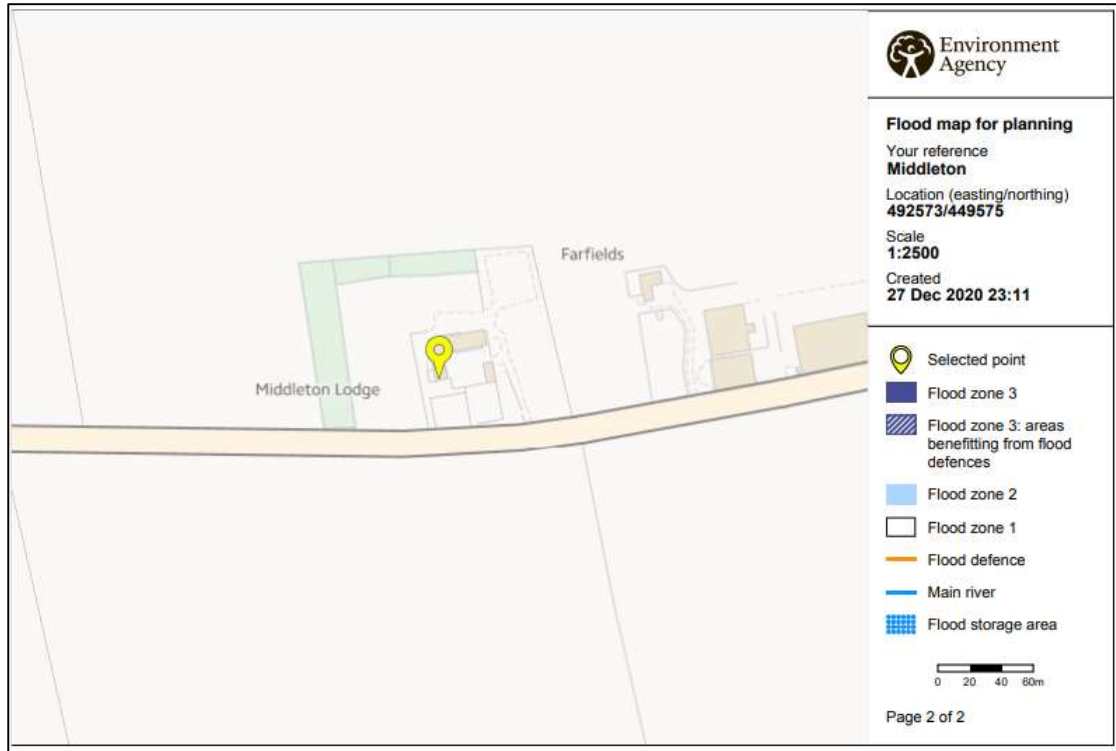 Farfields
Middleton Lodge
Environment
Agency
Flood map for planning
Your reference
Middleton
Location (easting/northing)
492573/449575
Scale
1:2500
Created
27 Dec 2020 23:11
Selected point
Flood zone 3
Flood zone 3: areas
benefitting from flood
defences
Flood zone 2
Flood zone 1
Flood defence
Main river
Flood storage area
0 20 40 60m
Page 2 of 2